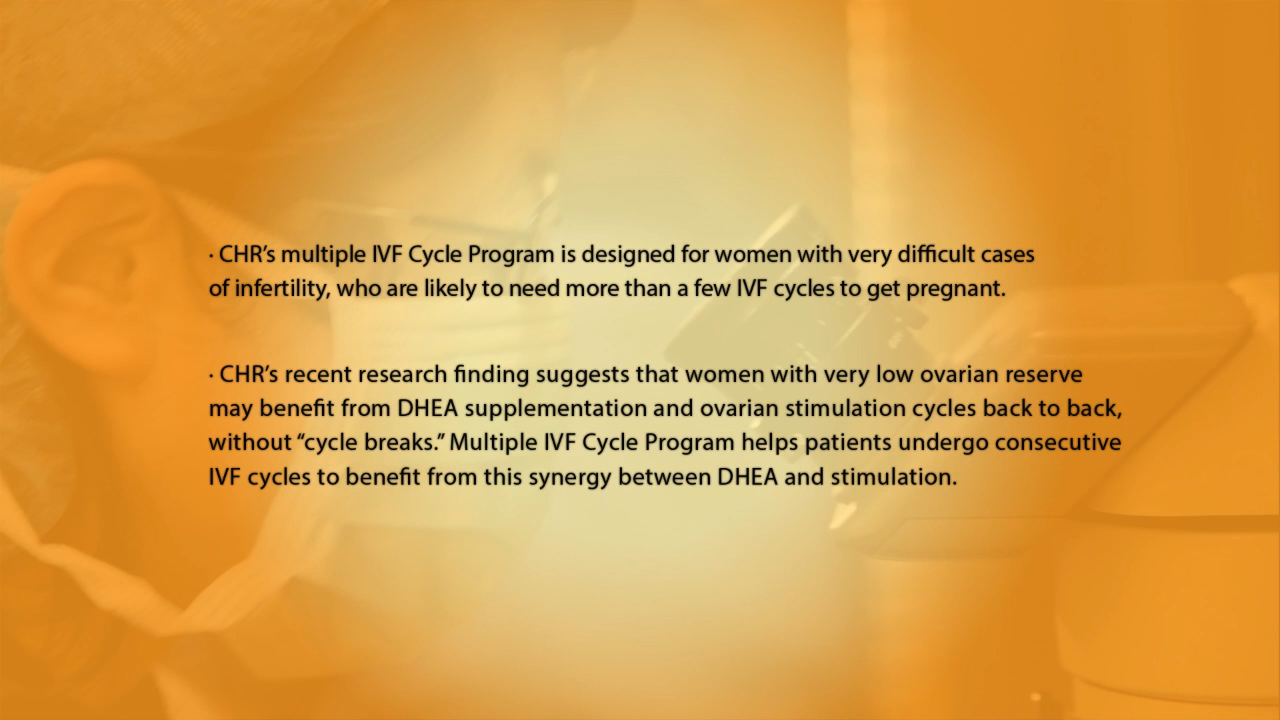 · CHR’s multiple IVF Cycle Program is designed for women with very difficult cases
of infertility, who are likely to need more than a few IVF cycles to get pregnant.
· CHR’s recent research finding suggests that women with very low ovarian reserve
may benefit from DHEA supplementation and ovarian stimulation cycles back to back,
without “cycle breaks.” Multiple IVF Cycle Program helps patients undergo consecutive
IVF cycles to benefit from this synergy between DHEA and stimulation.